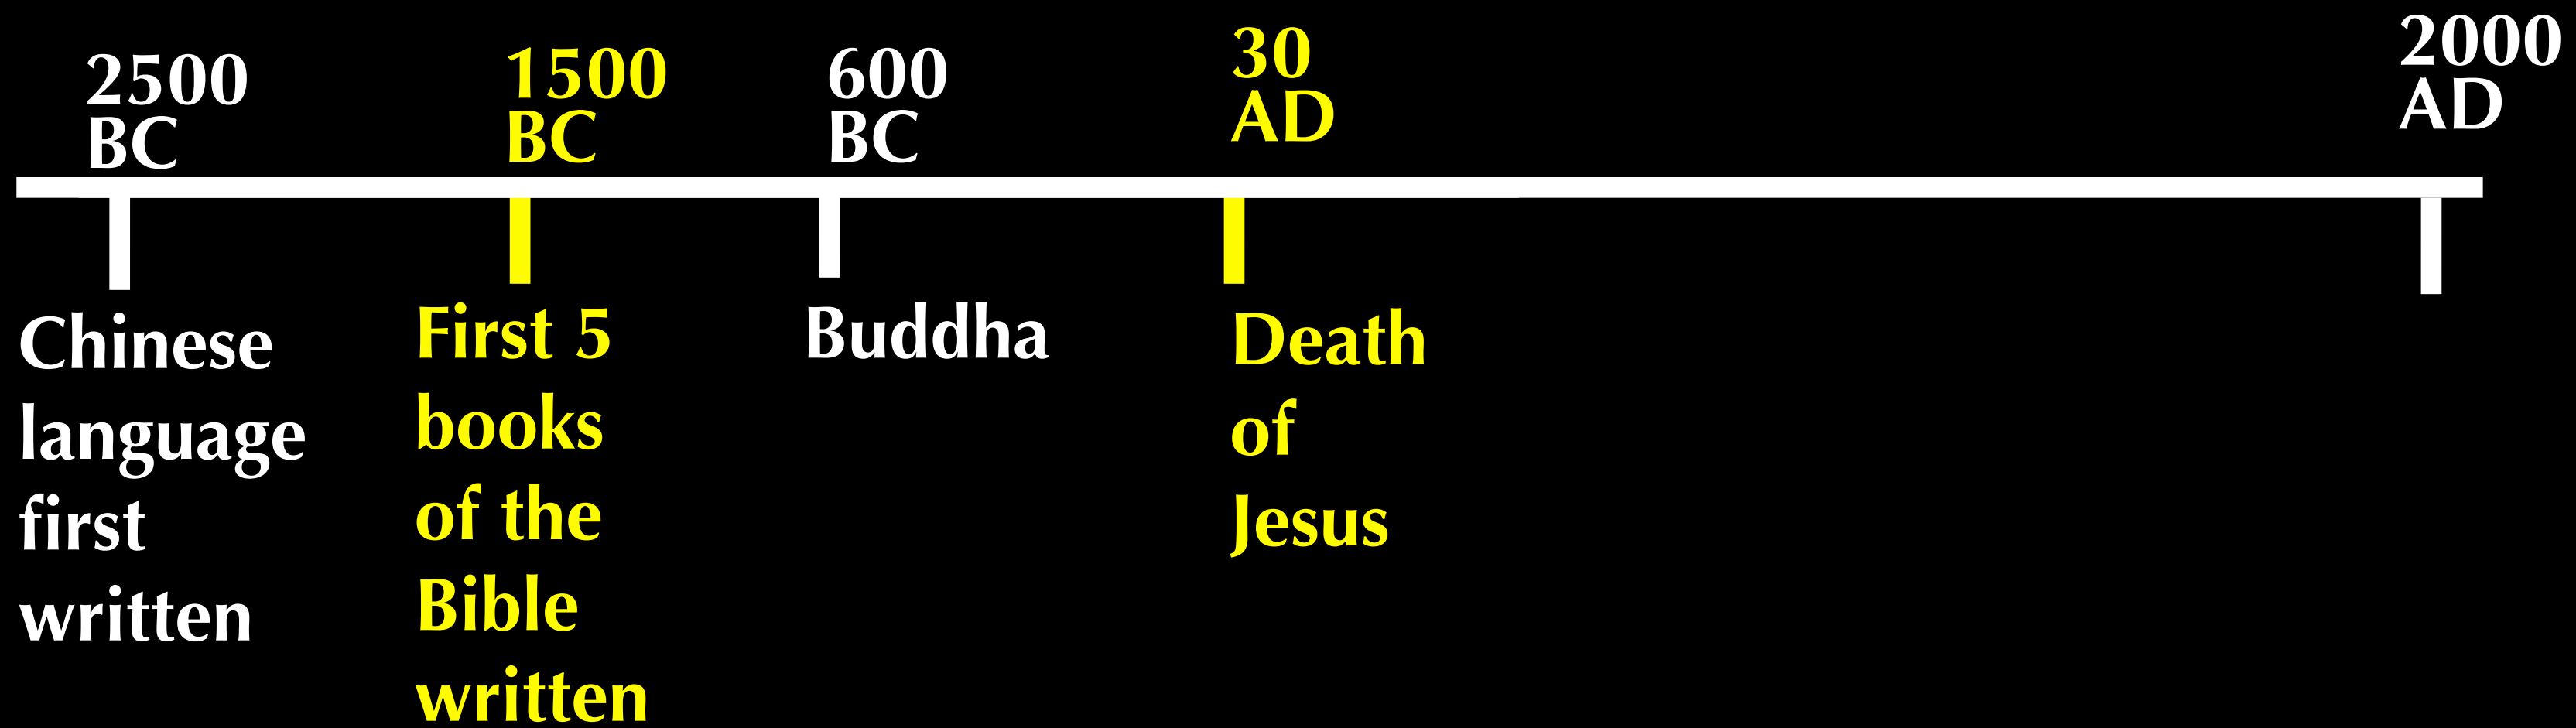 2500
BC
1500
BC
600
BC
30
AD
2000
AD
Chinese
language
first
written
First 5
books
of the
Bible
written
Buddha
Death
of
Jesus